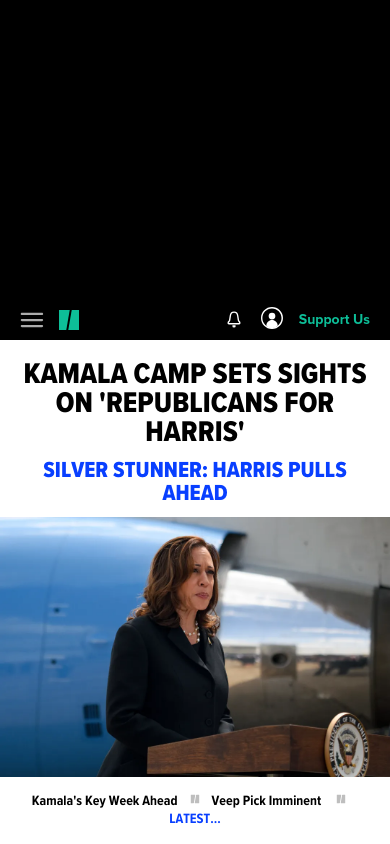 Support Us
KAMALA CAMP SETS SIGHTS
ON 'REPUBLICANS FOR
HARRIS'
SILVER STUNNER: HARRIS PULLS
AHEAD
Kamala's Key Week Ahead Veep Pick Imminent
LATEST...